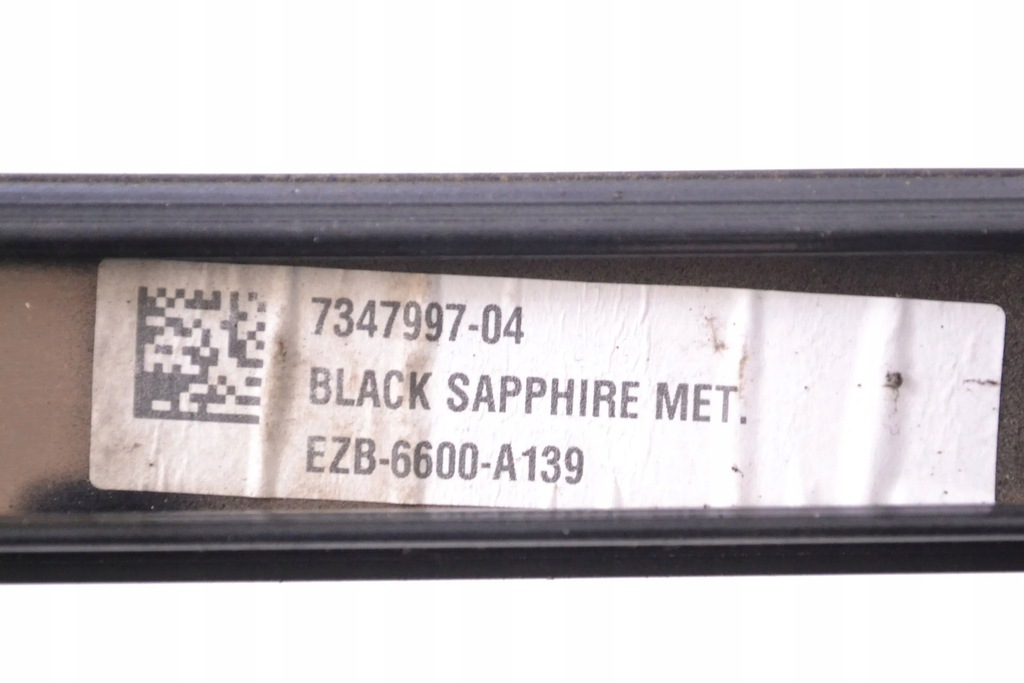 7347997-04
BLACK SAPPHIRE MET.
EZB-6600-A139